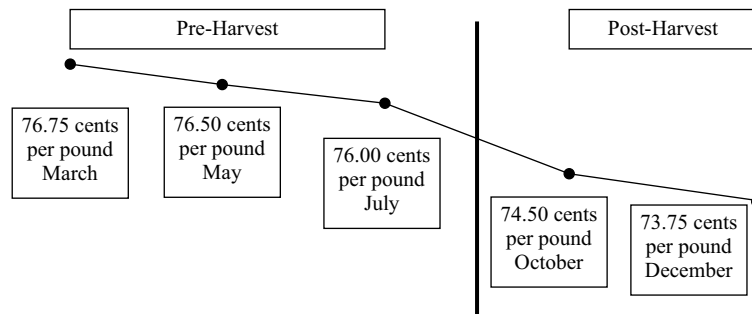 Pre-Harvest
Post-Harvest
76.75 cents
per pound
March
76.50 cents
per pound
May
76.00 cents
per pound
July
74.50 cents
per pound
October
73.75 cents
per pound
December